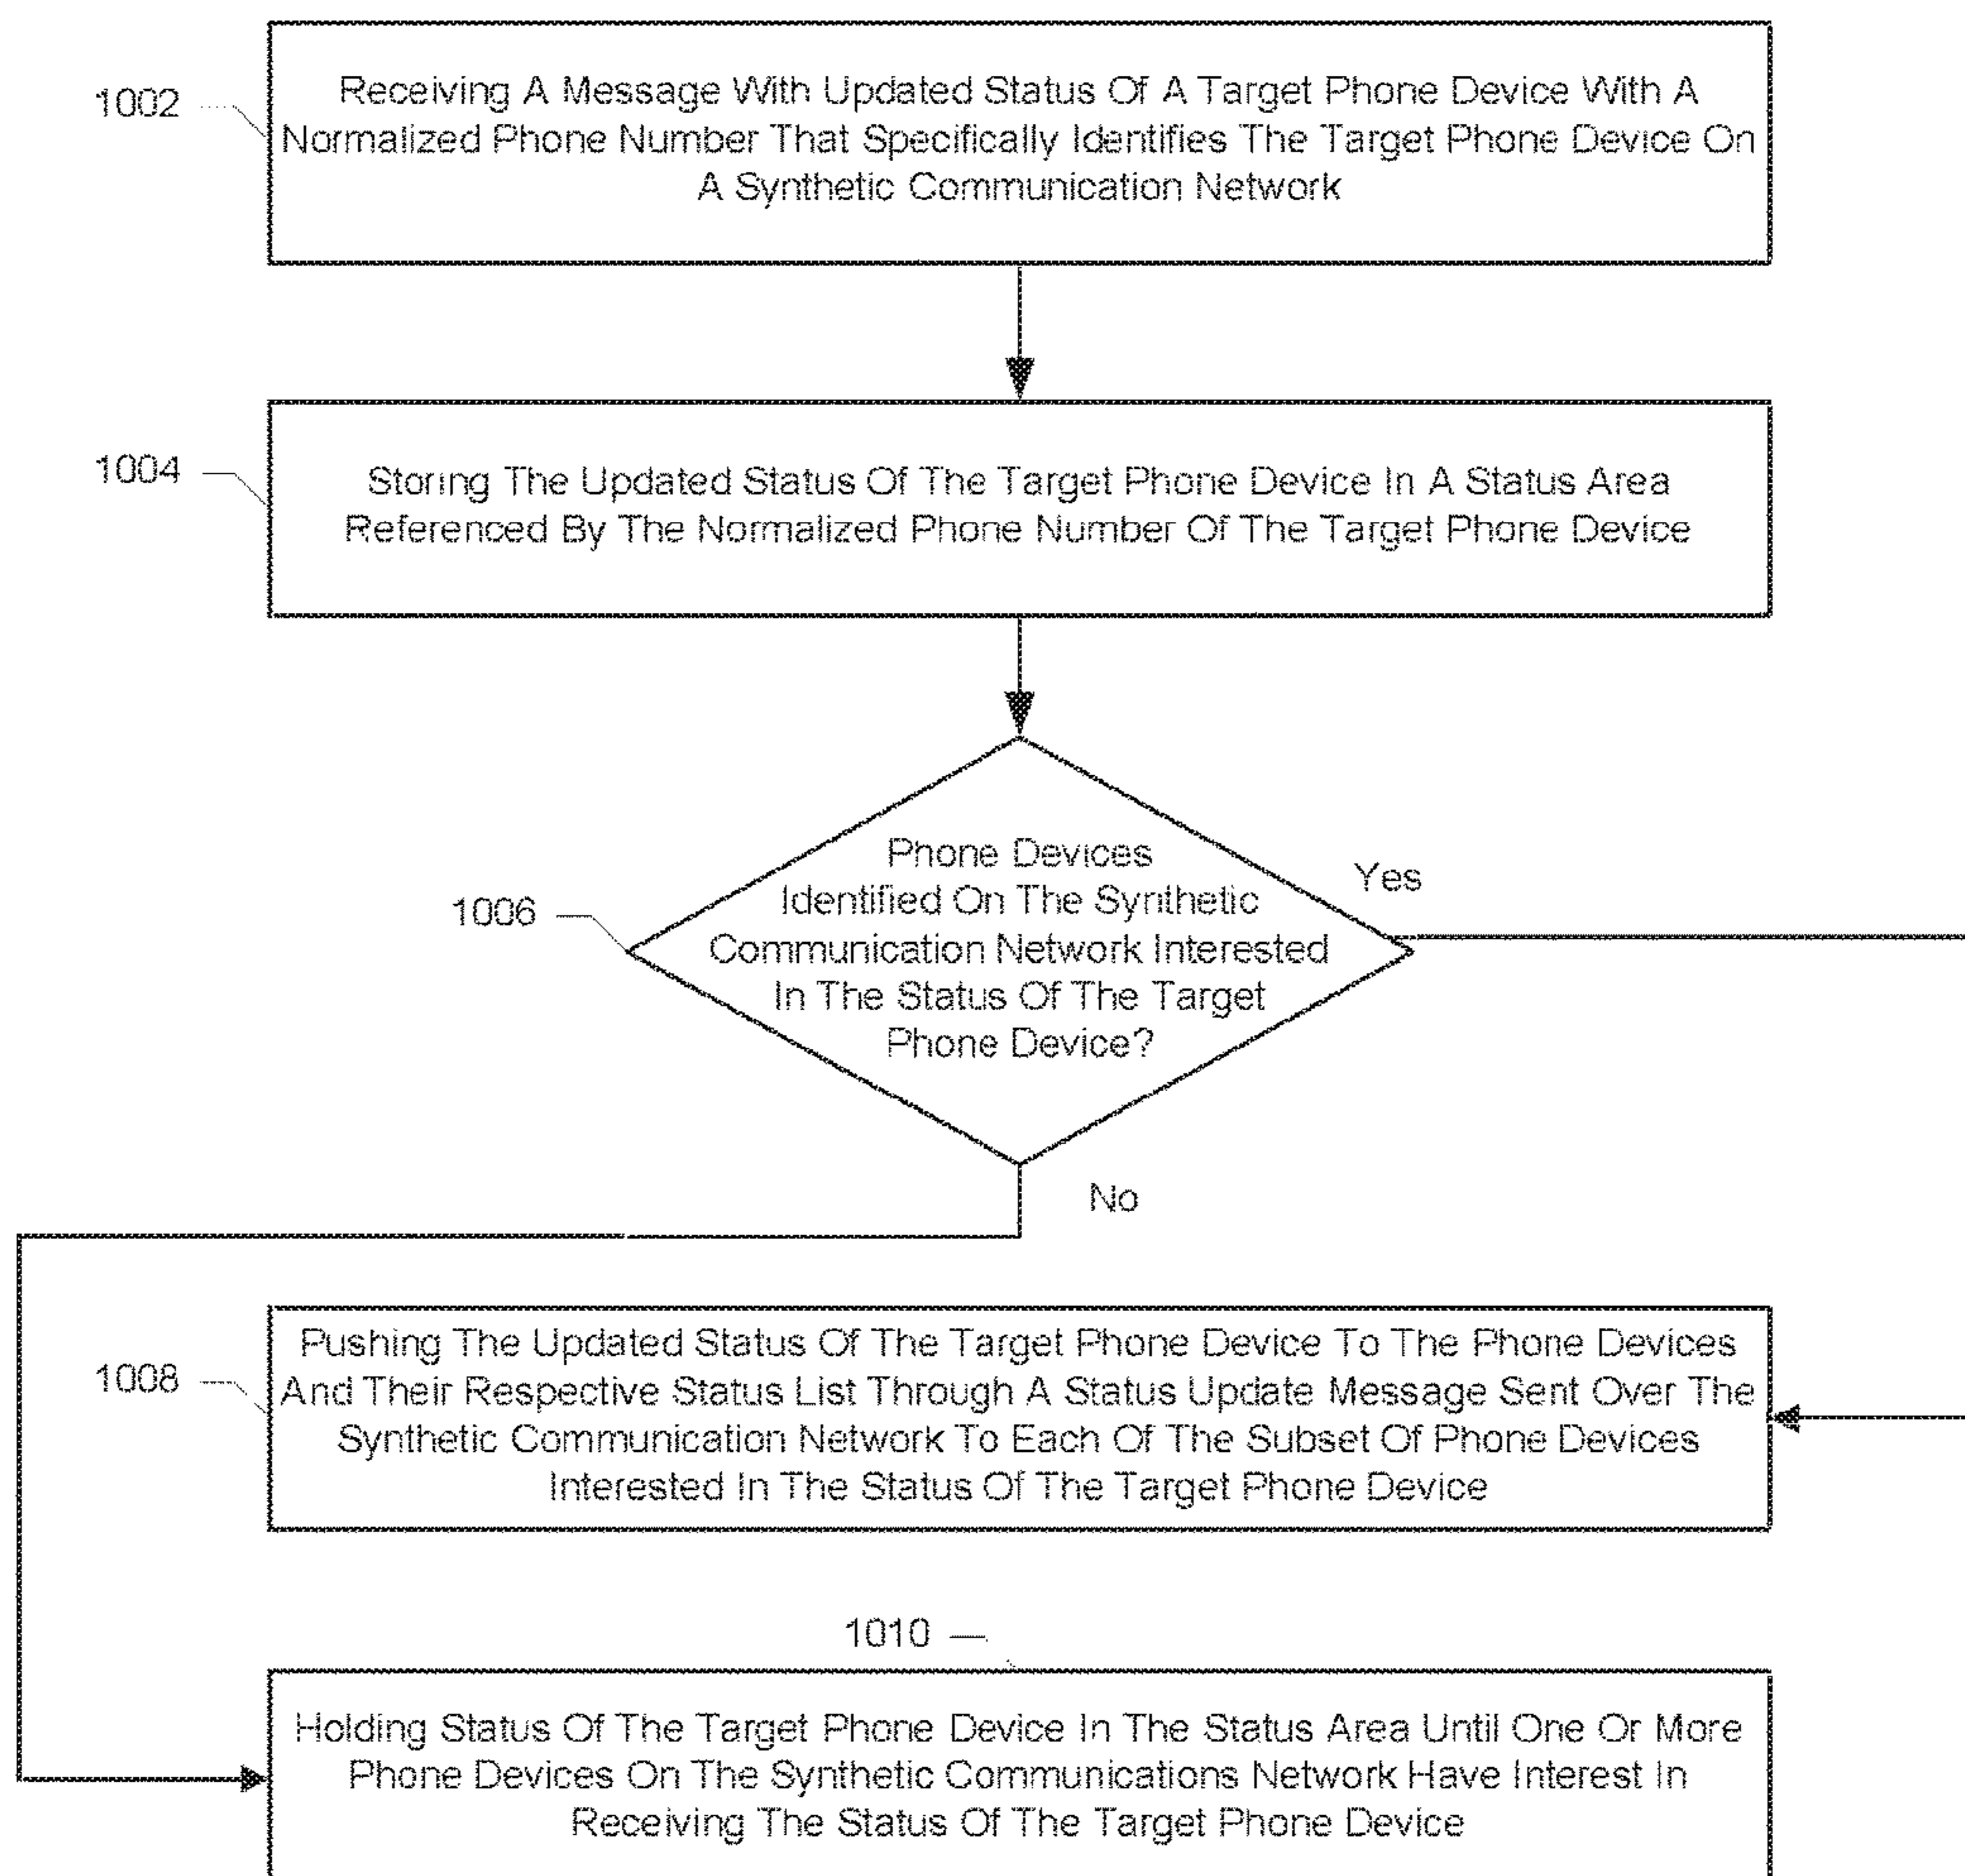 1002
Receiving A Message With Updated Status Of A Target Phone Device With A
Normalized Phone Number That Specifically Identifies The Target Phone Device On
A Synthetic Communication Network
1004
Storing The Updated Status Of The Target Phone Device In A Status Area
Referenced By The Normalized Phone Number Of The Target Phone Device
1006
Phone Devices
Identified On The Synthetic
Communication Network Interested
In The Status Of The Target
Phone Device?
Yes
No
1008
Pushing The Updated Status Of The Target Phone Device To The Phone Devices
And Their Respective Status List Through A Status Update Message Sent Over The
Synthetic Communication Network To Each Of The Subset Of Phone Devices
Interested In The Status Of The Target Phone Device
1010
Holding Status Of The Target Phone Device In The Status Area Until One Or More
Phone Devices On The Synthetic Communications Network Have Interest In
Receiving The Status Of The Target Phone Device